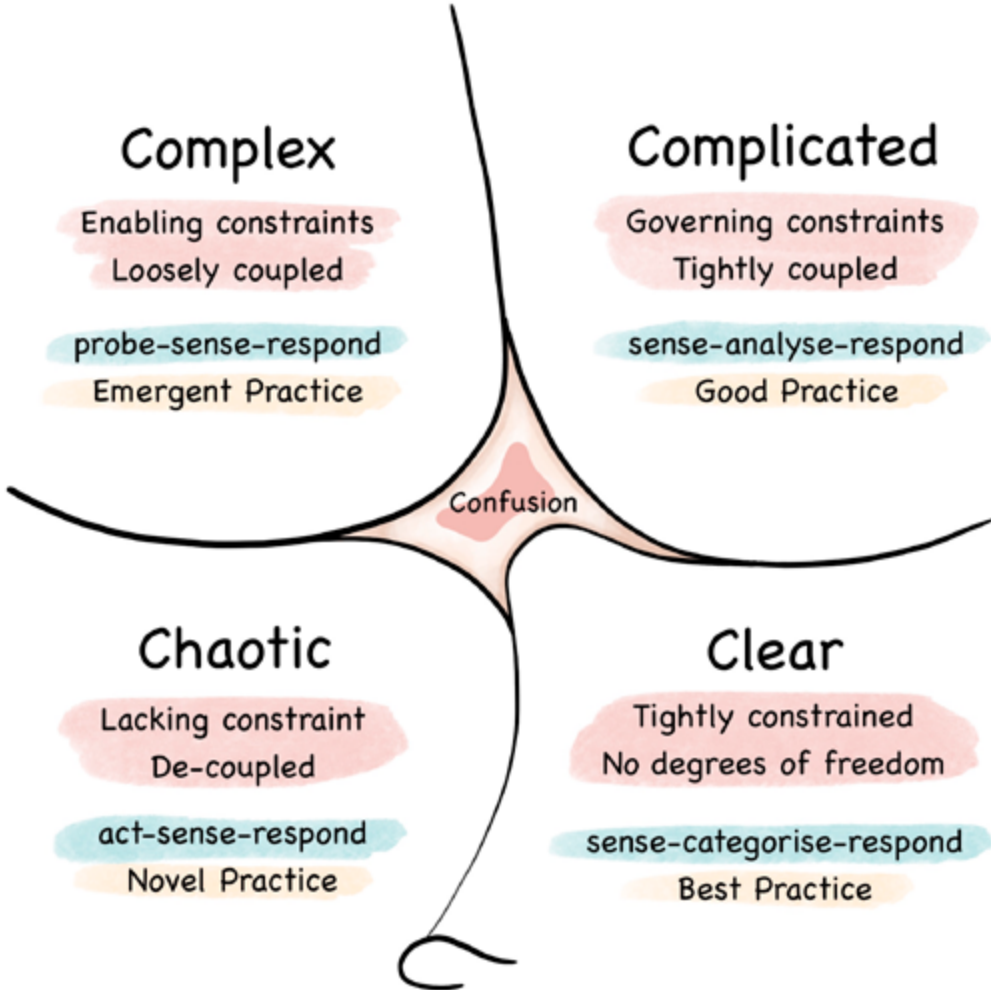 Complex
Enabling constraints
Loosely coupled
probe-sense-respond
Emergent Practice
Complicated
Governing constraints
Tightly coupled
sense-analyse-respond
Good Practice
Confusion
Chaotic
Lacking constraint
De-coupled
act-sense-respond
Novel Practice
Clear
Tightly constrained
No degrees of freedom
sense-categorise-respond
Best Practice